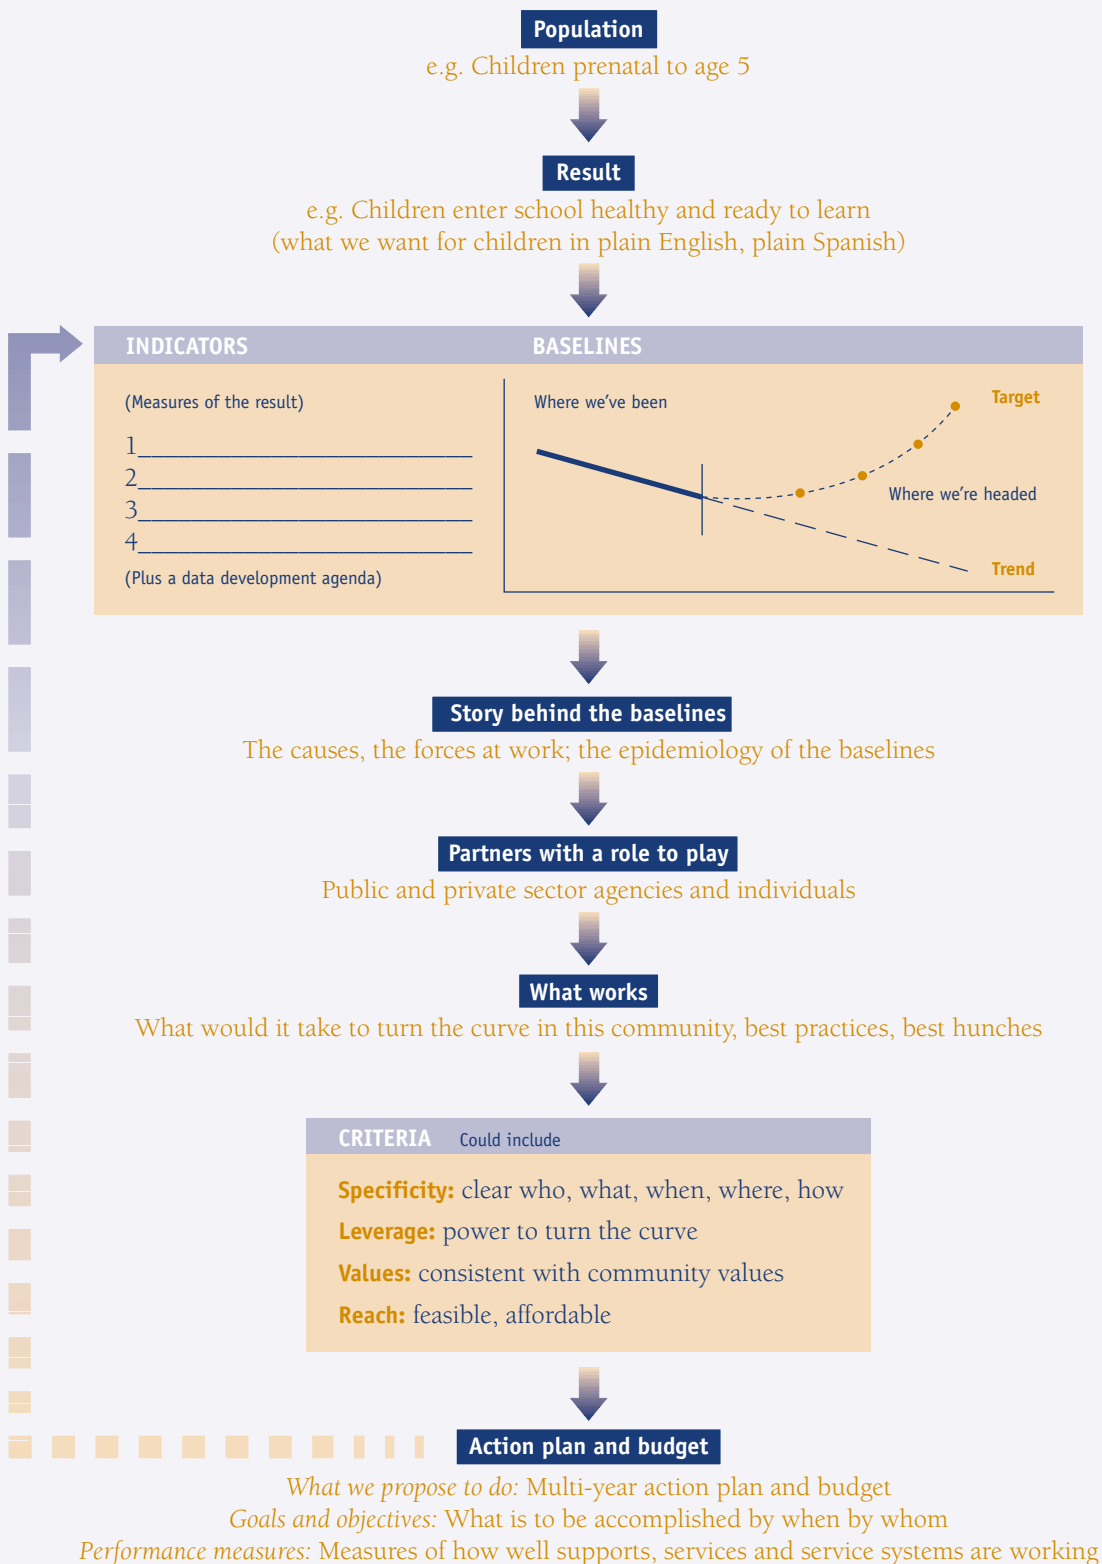 Population
e.g. Children prenatal to age 5
Result
e.g. Children enter school healthy and ready to learn
(what we want for children in plain English, plain Spanish)
INDICATORS
(Measures of the result)
1
2
3
4
(Plus a data development agenda)
BASELINES
Where we've been
Target
Where we're headed
Trend
Story behind the baselines
The causes, the forces at work; the epidemiology of the baselines
Partners with a role to play
Public and private sector agencies and individuals
What works
What would it take to turn the curve in this community, best practices, best hunches
CRITERIA Could include
Specificity: clear who, what, when, where, how
Leverage: power to turn the curve
Values: consistent with community values
Reach: feasible, affordable
Action plan and budget
What we propose to do: Multi-year action plan and budget
Goals and objectives: What is to be accomplished by when by whom
Performance measures: Measures of how well supports, services and service systems are working